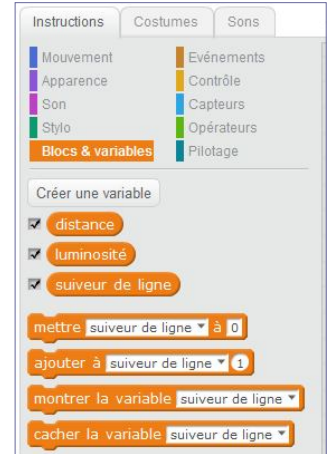 Instructions Costumes Sons
Mouvement Evénements
Apparence Contrôle
Son Capteurs
Stylo Opérateurs
Blocs & variables Pilotage
Créer une variable
distance
luminosité
suiveur de ligne
mettre suiveur de ligne à 0
ajouter à suiveur de ligne 1
montrer la variable suiveur de ligne
cacher la variable suiveur de ligne